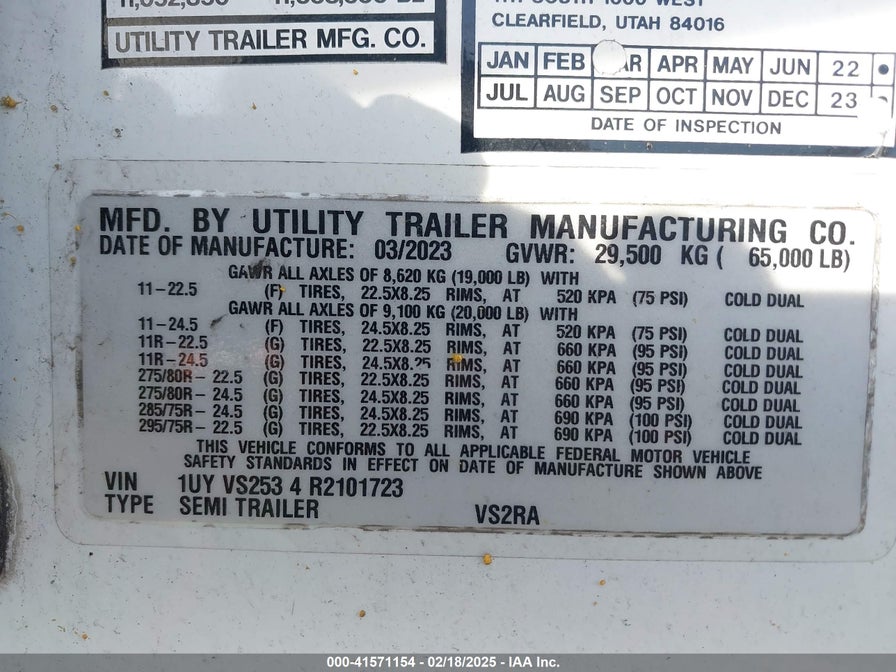 UTILITY TRAILER MFG. CO.
CLEARFIELD, UTAH 84016
JAN FEB APR MAY JUN 22
JUL AUG SEP OCT NOV DEC 23
DATE OF INSPECTION
MFD. BY UTILITY TRAILER MANUFACTURING CO.
DATE OF MANUFACTURE: 03/2023 GVWR: 29,500 KG ( 65,000 LB)
GAWR ALL AXLES OF 8,620 KG (19,000 LB) WITH
11-22.5 (F) TIRES, 22.5X8.25 RIMS, AT 520 KPA (75 PSI) COLD DUAL
GAWR ALL AXLES OF 9,100 KG (20,000 LB) WITH
11-24.5 (F) TIRES, 24.5X8.25 RIMS, AT 520 KPA (75 PSI) COLD DUAL
11R-22.5 (G) TIRES, 22.5X8.25 RIMS, AT 660 KPA (95 PSI) COLD DUAL
11R-24.5 (G) TIRES, 24.5X8.25 RIMS, AT 660 KPA (95 PSI) COLD DUAL
275/80R-22.5 (G) TIRES, 22.5X8.25 RIMS, AT 660 KPA (95 PSI) COLD DUAL
275/80R-24.5 (G) TIRES, 24.5X8.25 RIMS, AT 660 KPA (95 PSI) COLD DUAL
285/75R-24.5 (G) TIRES, 24.5X8.25 RIMS, AT 690 KPA (100 PSI) COLD DUAL
295/75R-22.5 (G) TIRES, 22.5X8.25 RIMS, AT 690 KPA (100 PSI) COLD DUAL
THIS VEHICLE CONFORMS TO ALL APPLICABLE FEDERAL MOTOR VEHICLE
SAFETY STANDARDS IN EFFECT ON DATE OF MANUFACTURE SHOWN ABOVE
VIN 1UY VS253 4 R2101723
TYPE SEMI TRAILER VS2RA
000-41571154 - 02/18/2025 - IAA Inc.